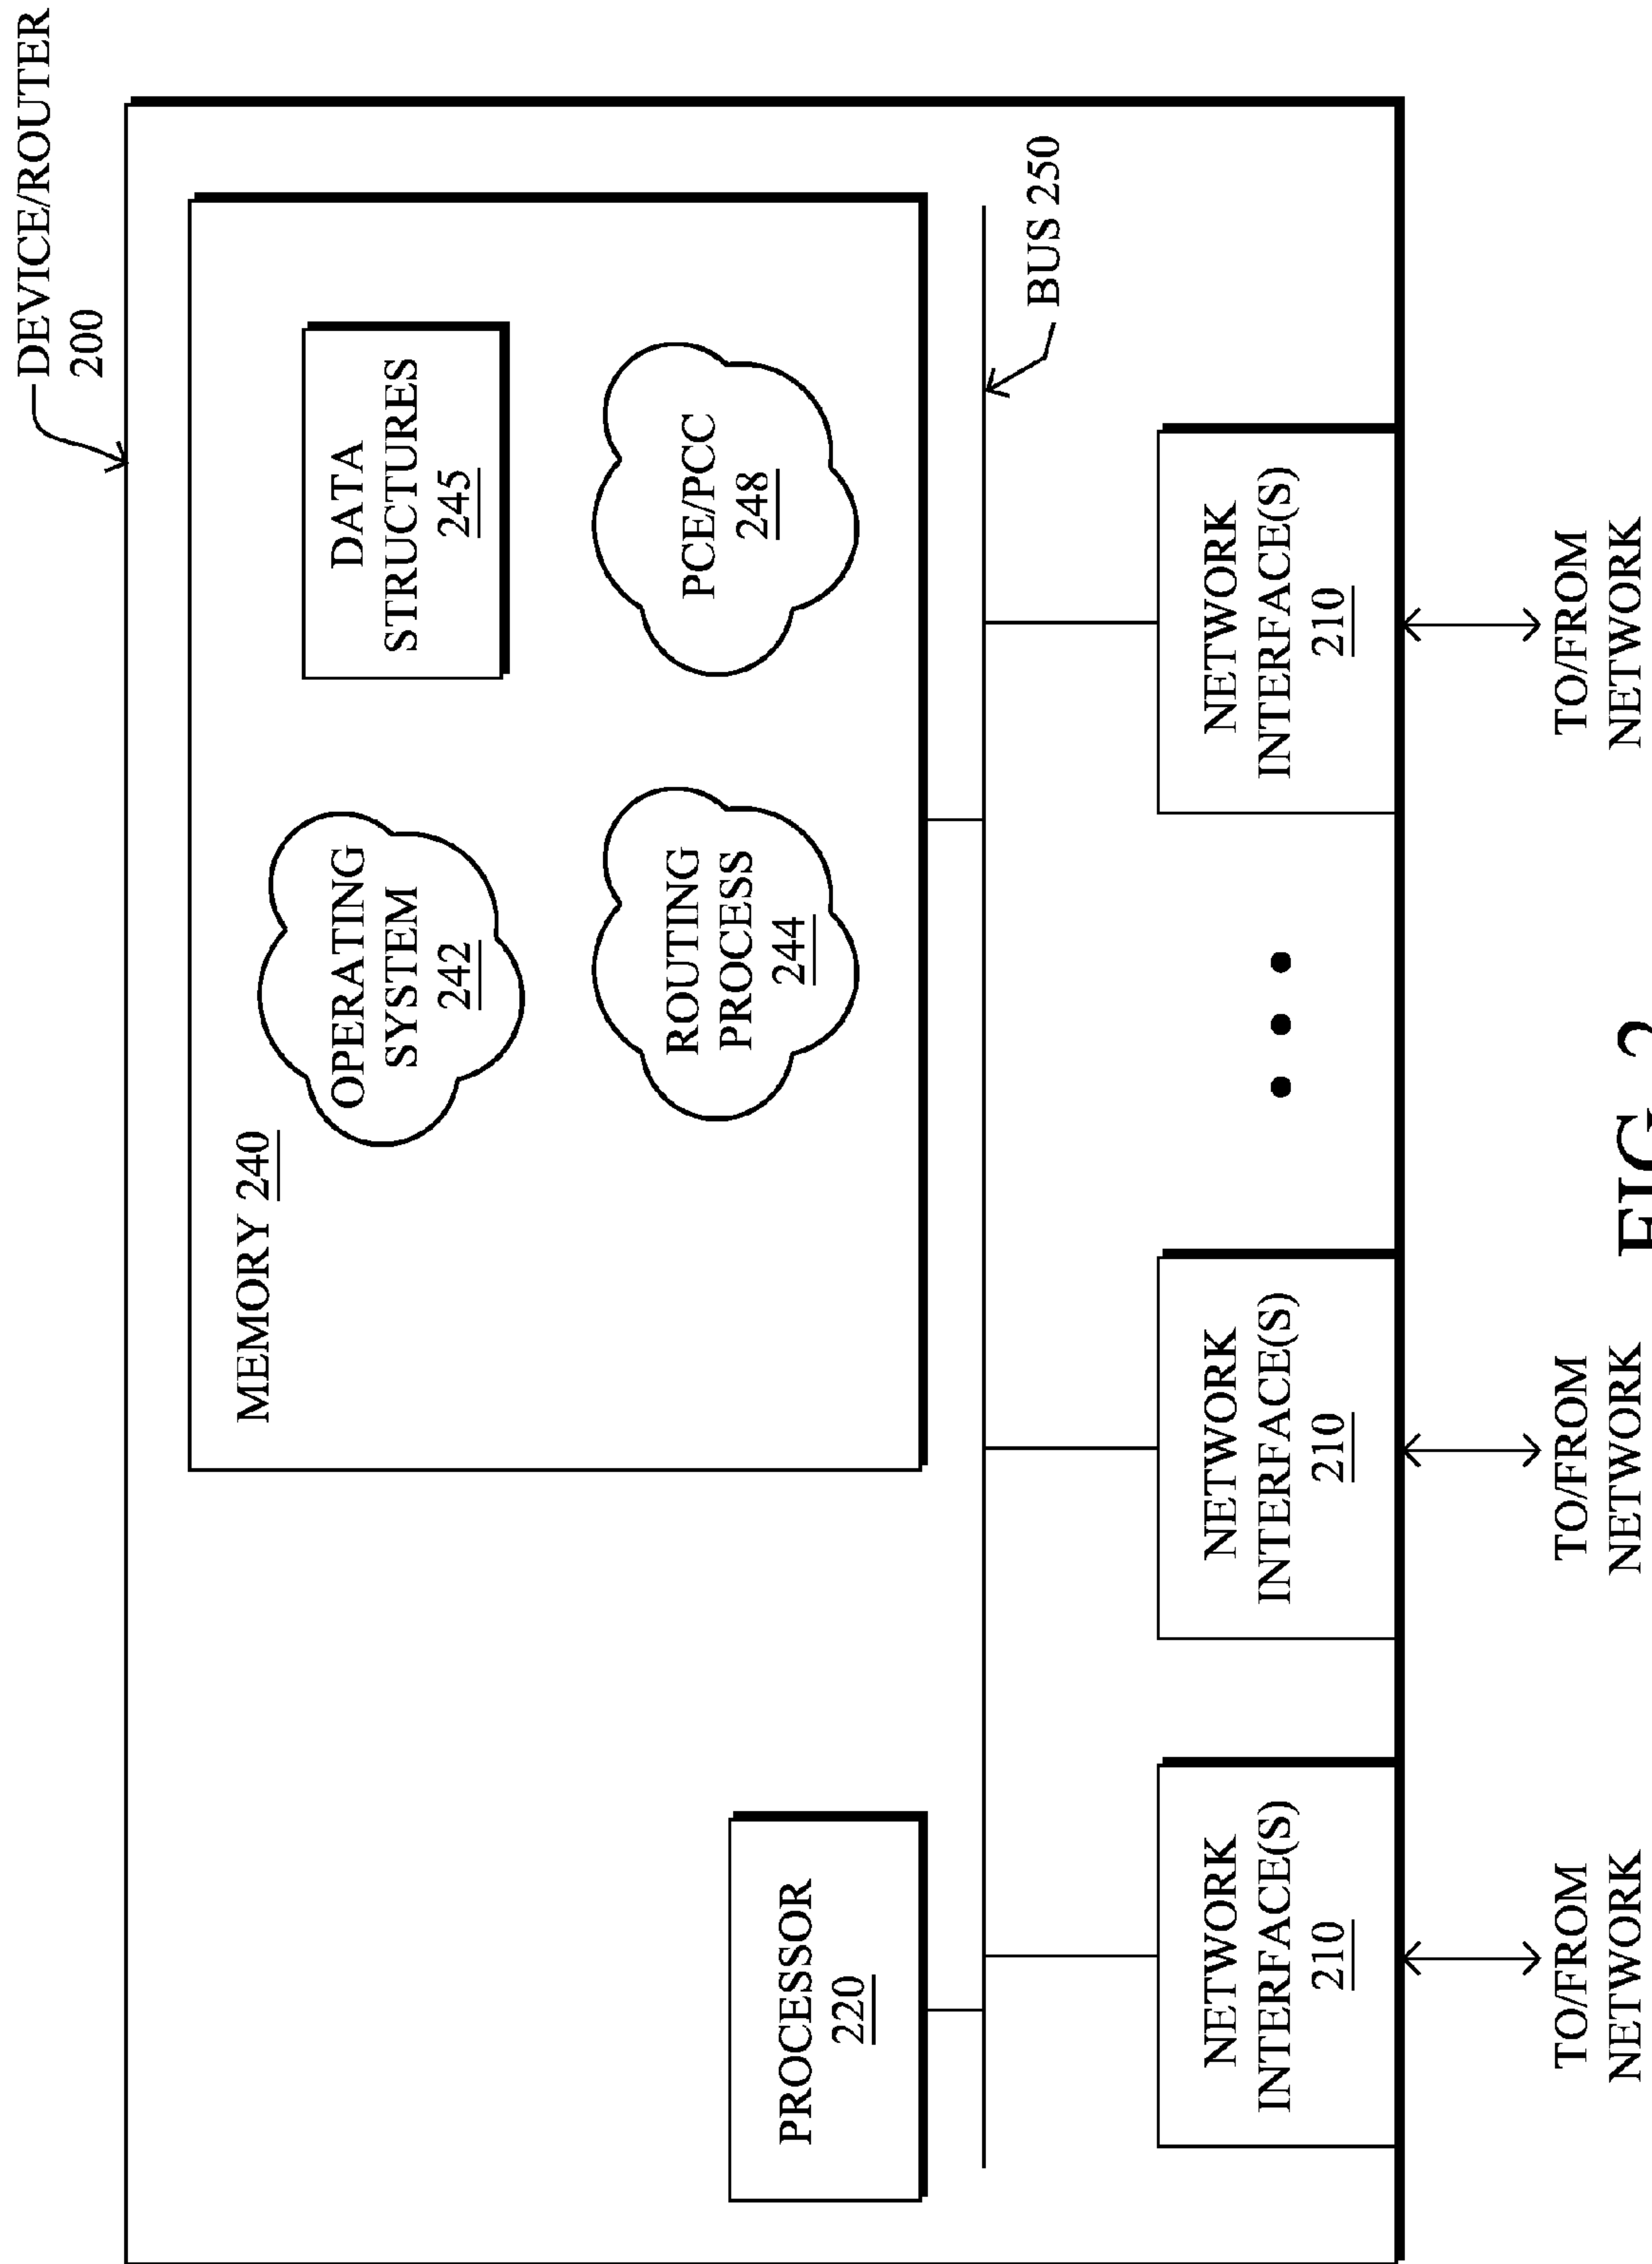 DEVICE/ROUTER
200
MEMORY 240
OPERATING
SYSTEM
242
DATA
STRUCTURES
245
ROUTING
PROCESS
244
PCE/PCC
248
PROCESSOR
220
BUS 250
NETWORK
INTERFACE(S)
210
NETWORK
INTERFACE(S)
210
NETWORK
INTERFACE(S)
210
TO/FROM
NETWORK
TO/FROM
NETWORK
TO/FROM
NETWORK
FIG. 2